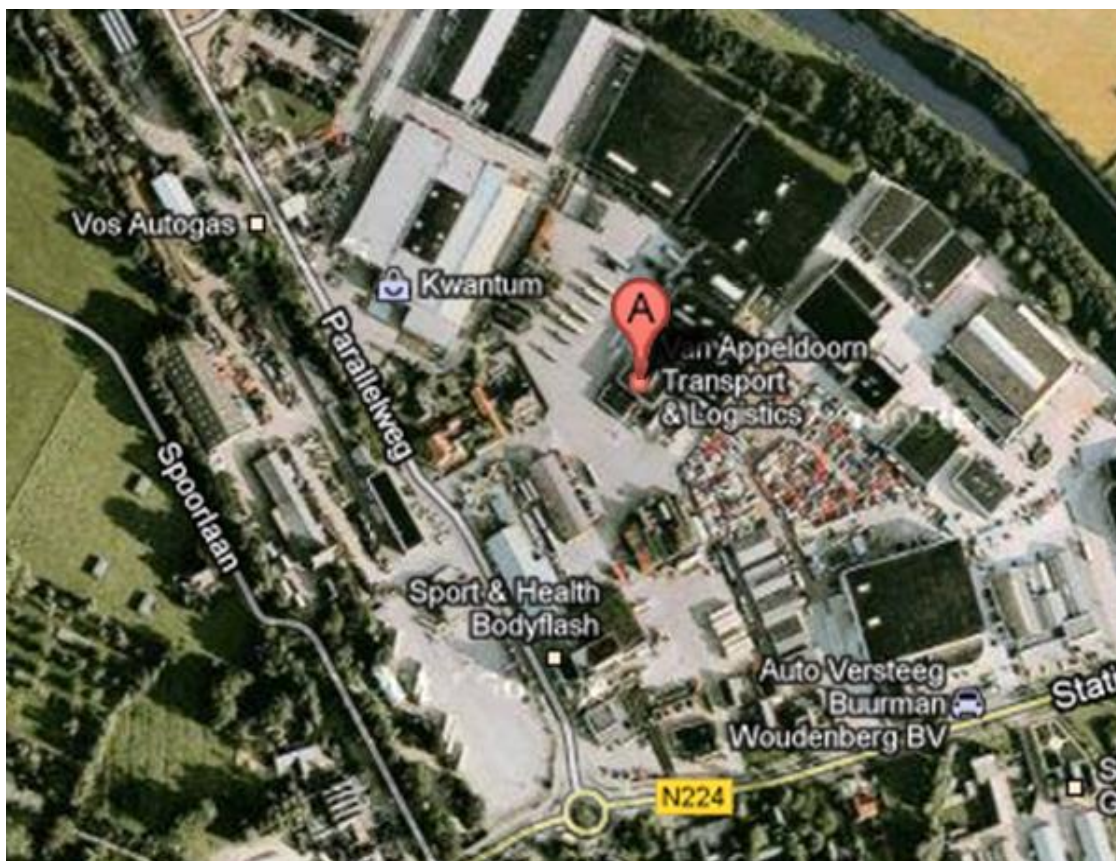 Vos Autogas
Kwantum
A
Parallelweg
Van Appeldoorn
Transport
& Logistics
Spoorlaan
Sport & Health
Bodyflash
Auto Versteeg
Buurman
Woudenberg BV
Stat
N224
S